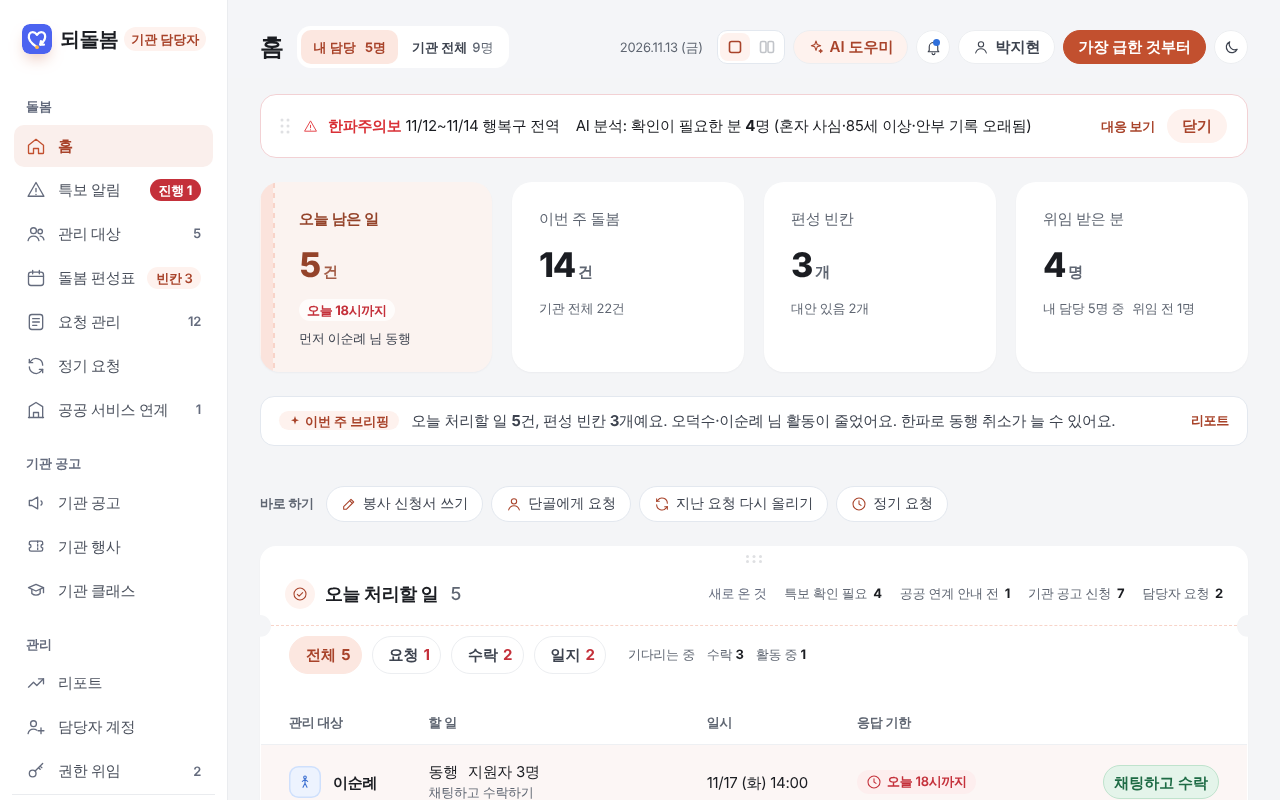 되돌봄 기관 담당자
돌봄
홈
특보 알림 진행 1
관리 대상 5
돌봄 편성표 빈칸 3
요청 관리 12
정기 요청
공공 서비스 연계 1
기관 공고
기관 공고
기관 행사
기관 클래스
관리
리포트
담당자 계정
권한 위임 2
홈 내 담당 5명 기관 전체 9명 2026.11.13 (금) AI 도우미 박지현 가장 급한 것부터
한파주의보 11/12~11/14 행복구 전역 AI 분석: 확인이 필요한 분 4명 (혼자 사심·85세 이상·안부 기록 오래됨) 대응 보기 닫기
오늘 남은 일
5건
오늘 18시까지
먼저 이순례 님 동행
이번 주 돌봄
14건
기관 전체 22건
편성 빈칸
3개
대안 있음 2개
위임 받은 분
4명
내 담당 5명 중 위임 전 1명
이번 주 브리핑 오늘 처리할 일 5건, 편성 빈칸 3개예요. 오덕수·이순례 님 활동이 줄었어요. 한파로 동행 취소가 늘 수 있어요. 리포트
바로 하기 봉사 신청서 쓰기 단골에게 요청 지난 요청 다시 올리기 정기 요청
오늘 처리할 일 5 새로 온 것 특보 확인 필요 4 공공 연계 안내 전 1 기관 공고 신청 7 담당자 요청 2
전체 5 요청 1 수락 2 일지 2 기다리는 중 수락 3 활동 중 1
관리 대상 할 일 일시 응답 기한
이순례 동행 지원자 3명 11/17 (화) 14:00 오늘 18시까지 채팅하고 수락
채팅하고 수락하기